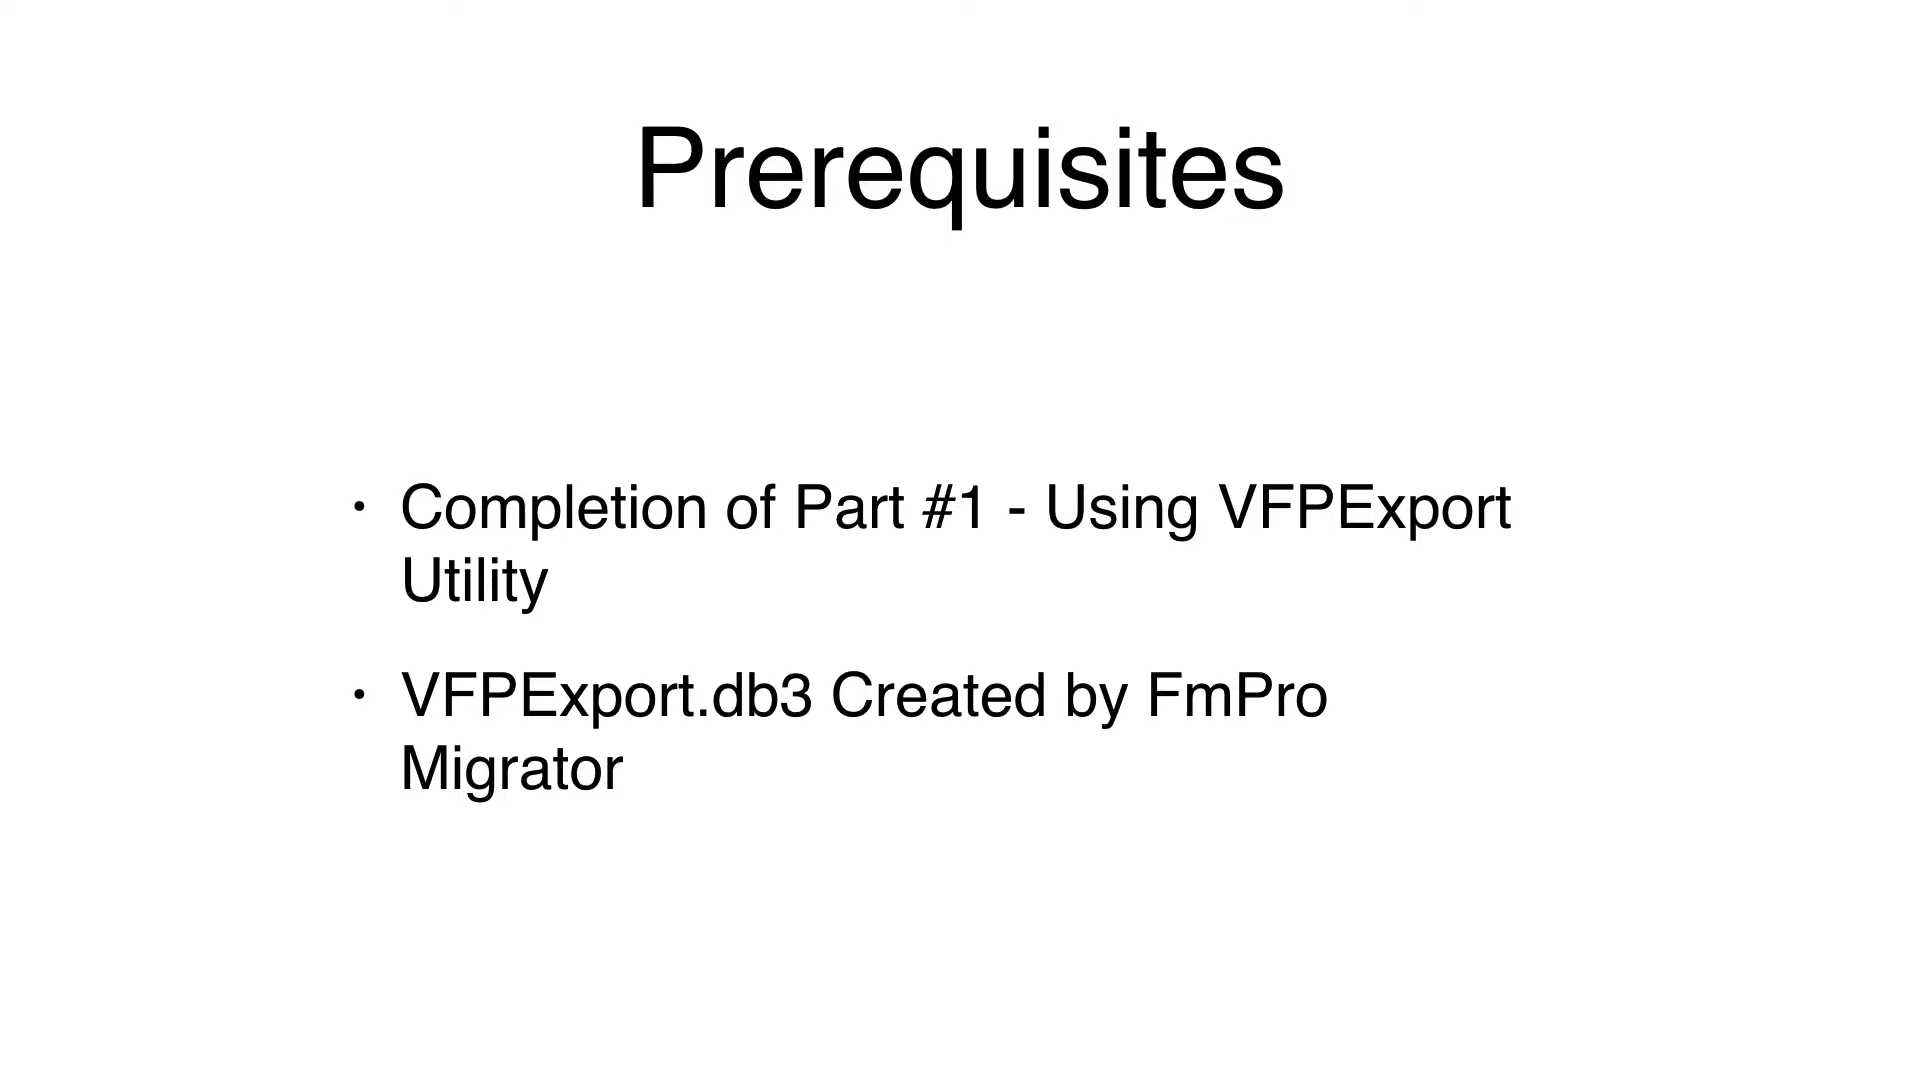 Prerequisites
• Completion of Part #1 - Using VFPExport
Utility
• VFPExport.db3 Created by FmPro
Migrator